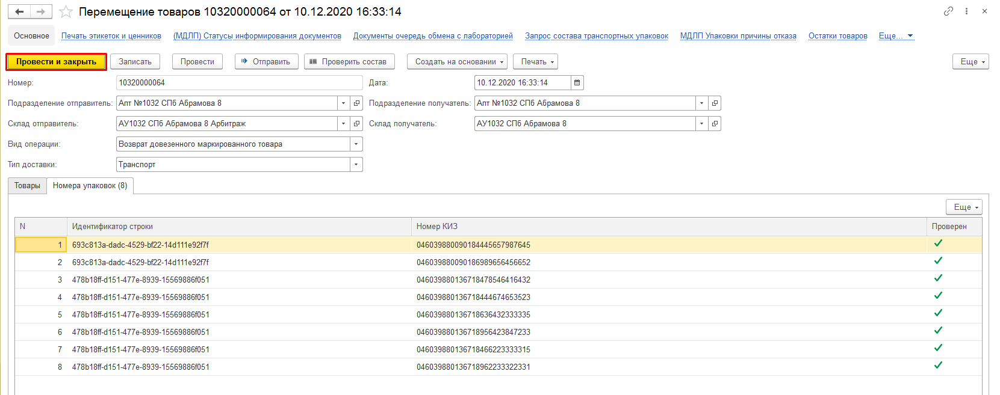 Перемещение товаров 10320000064 от 10.12.2020 16:33:14
Основное Печать этикеток и ценников (МДЛП) Статусы информирования документов Документы очередь обмена с лабораторией Запрос состава транспортных упаковок МДЛП Упаковки причины отказа Остатки товаров Еще...
Провести и закрыть Записать Провести Отправить Проверить состав Создать на основании Печать Еще
Номер: 10320000064 Дата: 10.12.2020 16:33:14
Подразделение отправитель: Апт №1032 СПб Абрамова 8 Подразделение получатель: Апт №1032 СПб Абрамова 8
Склад отправитель: АУ1032 СПб Абрамова 8 Арбитраж Склад получатель: АУ1032 СПб Абрамова 8
Вид операции: Возврат довезенного маркированного товара
Тип доставки: Транспорт
Товары Номера упаковок (8)
Еще
N Идентификатор строки Номер КИЗ Проверен
1 693c813a-dadc-4529-bf22-14d111e92f7f 046039880090184445657987645
2 693c813a-dadc-4529-bf22-14d111e92f7f 046039880090186989656456652
3 478b18ff-d151-477e-8939-15569886f051 046039880136718478546416432
4 478b18ff-d151-477e-8939-15569886f051 046039880136718444674653523
5 478b18ff-d151-477e-8939-15569886f051 046039880136718636432333335
6 478b18ff-d151-477e-8939-15569886f051 046039880136718956423847233
7 478b18ff-d151-477e-8939-15569886f051 046039880136718466223333315
8 478b18ff-d151-477e-8939-15569886f051 046039880136718962233322331